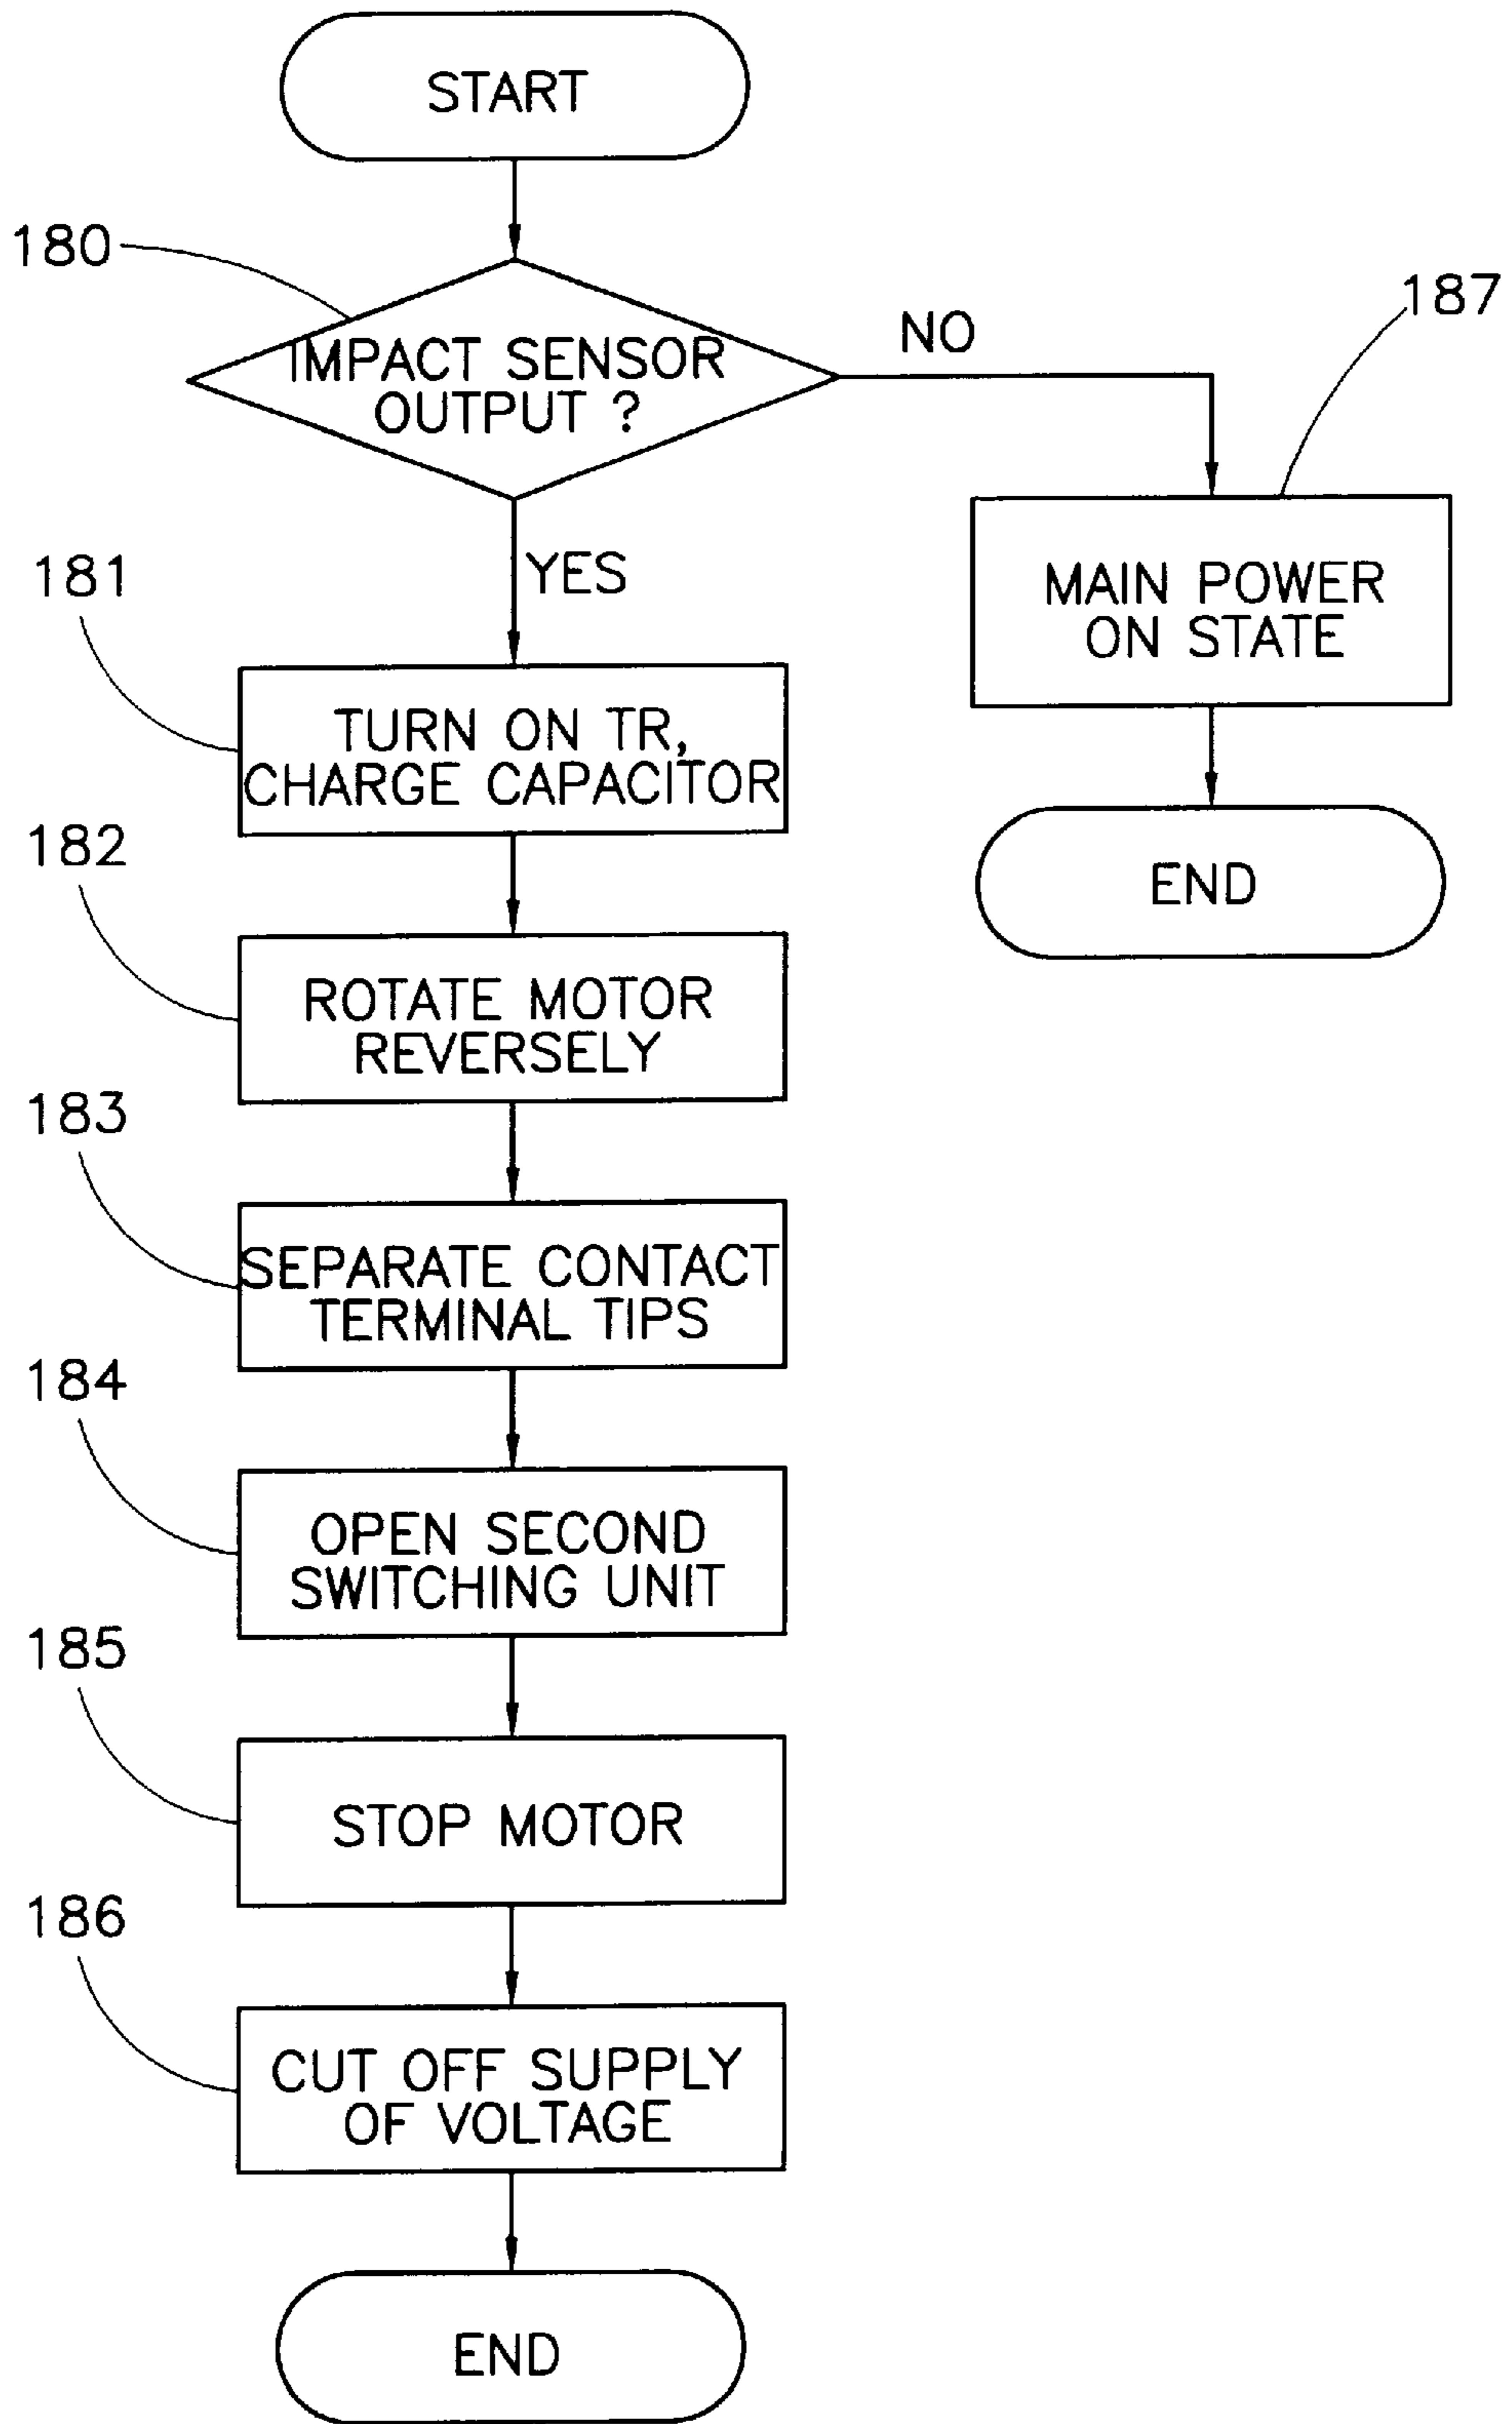 START
180
IMPACT SENSOR
OUTPUT ?
NO
187
MAIN POWER
ON STATE
END
YES
181
TURN ON TR,
CHARGE CAPACITOR
182
ROTATE MOTOR
REVERSELY
183
SEPARATE CONTACT
TERMINAL TIPS
184
OPEN SECOND
SWITCHING UNIT
185
STOP MOTOR
186
CUT OFF SUPPLY
OF VOLTAGE
END